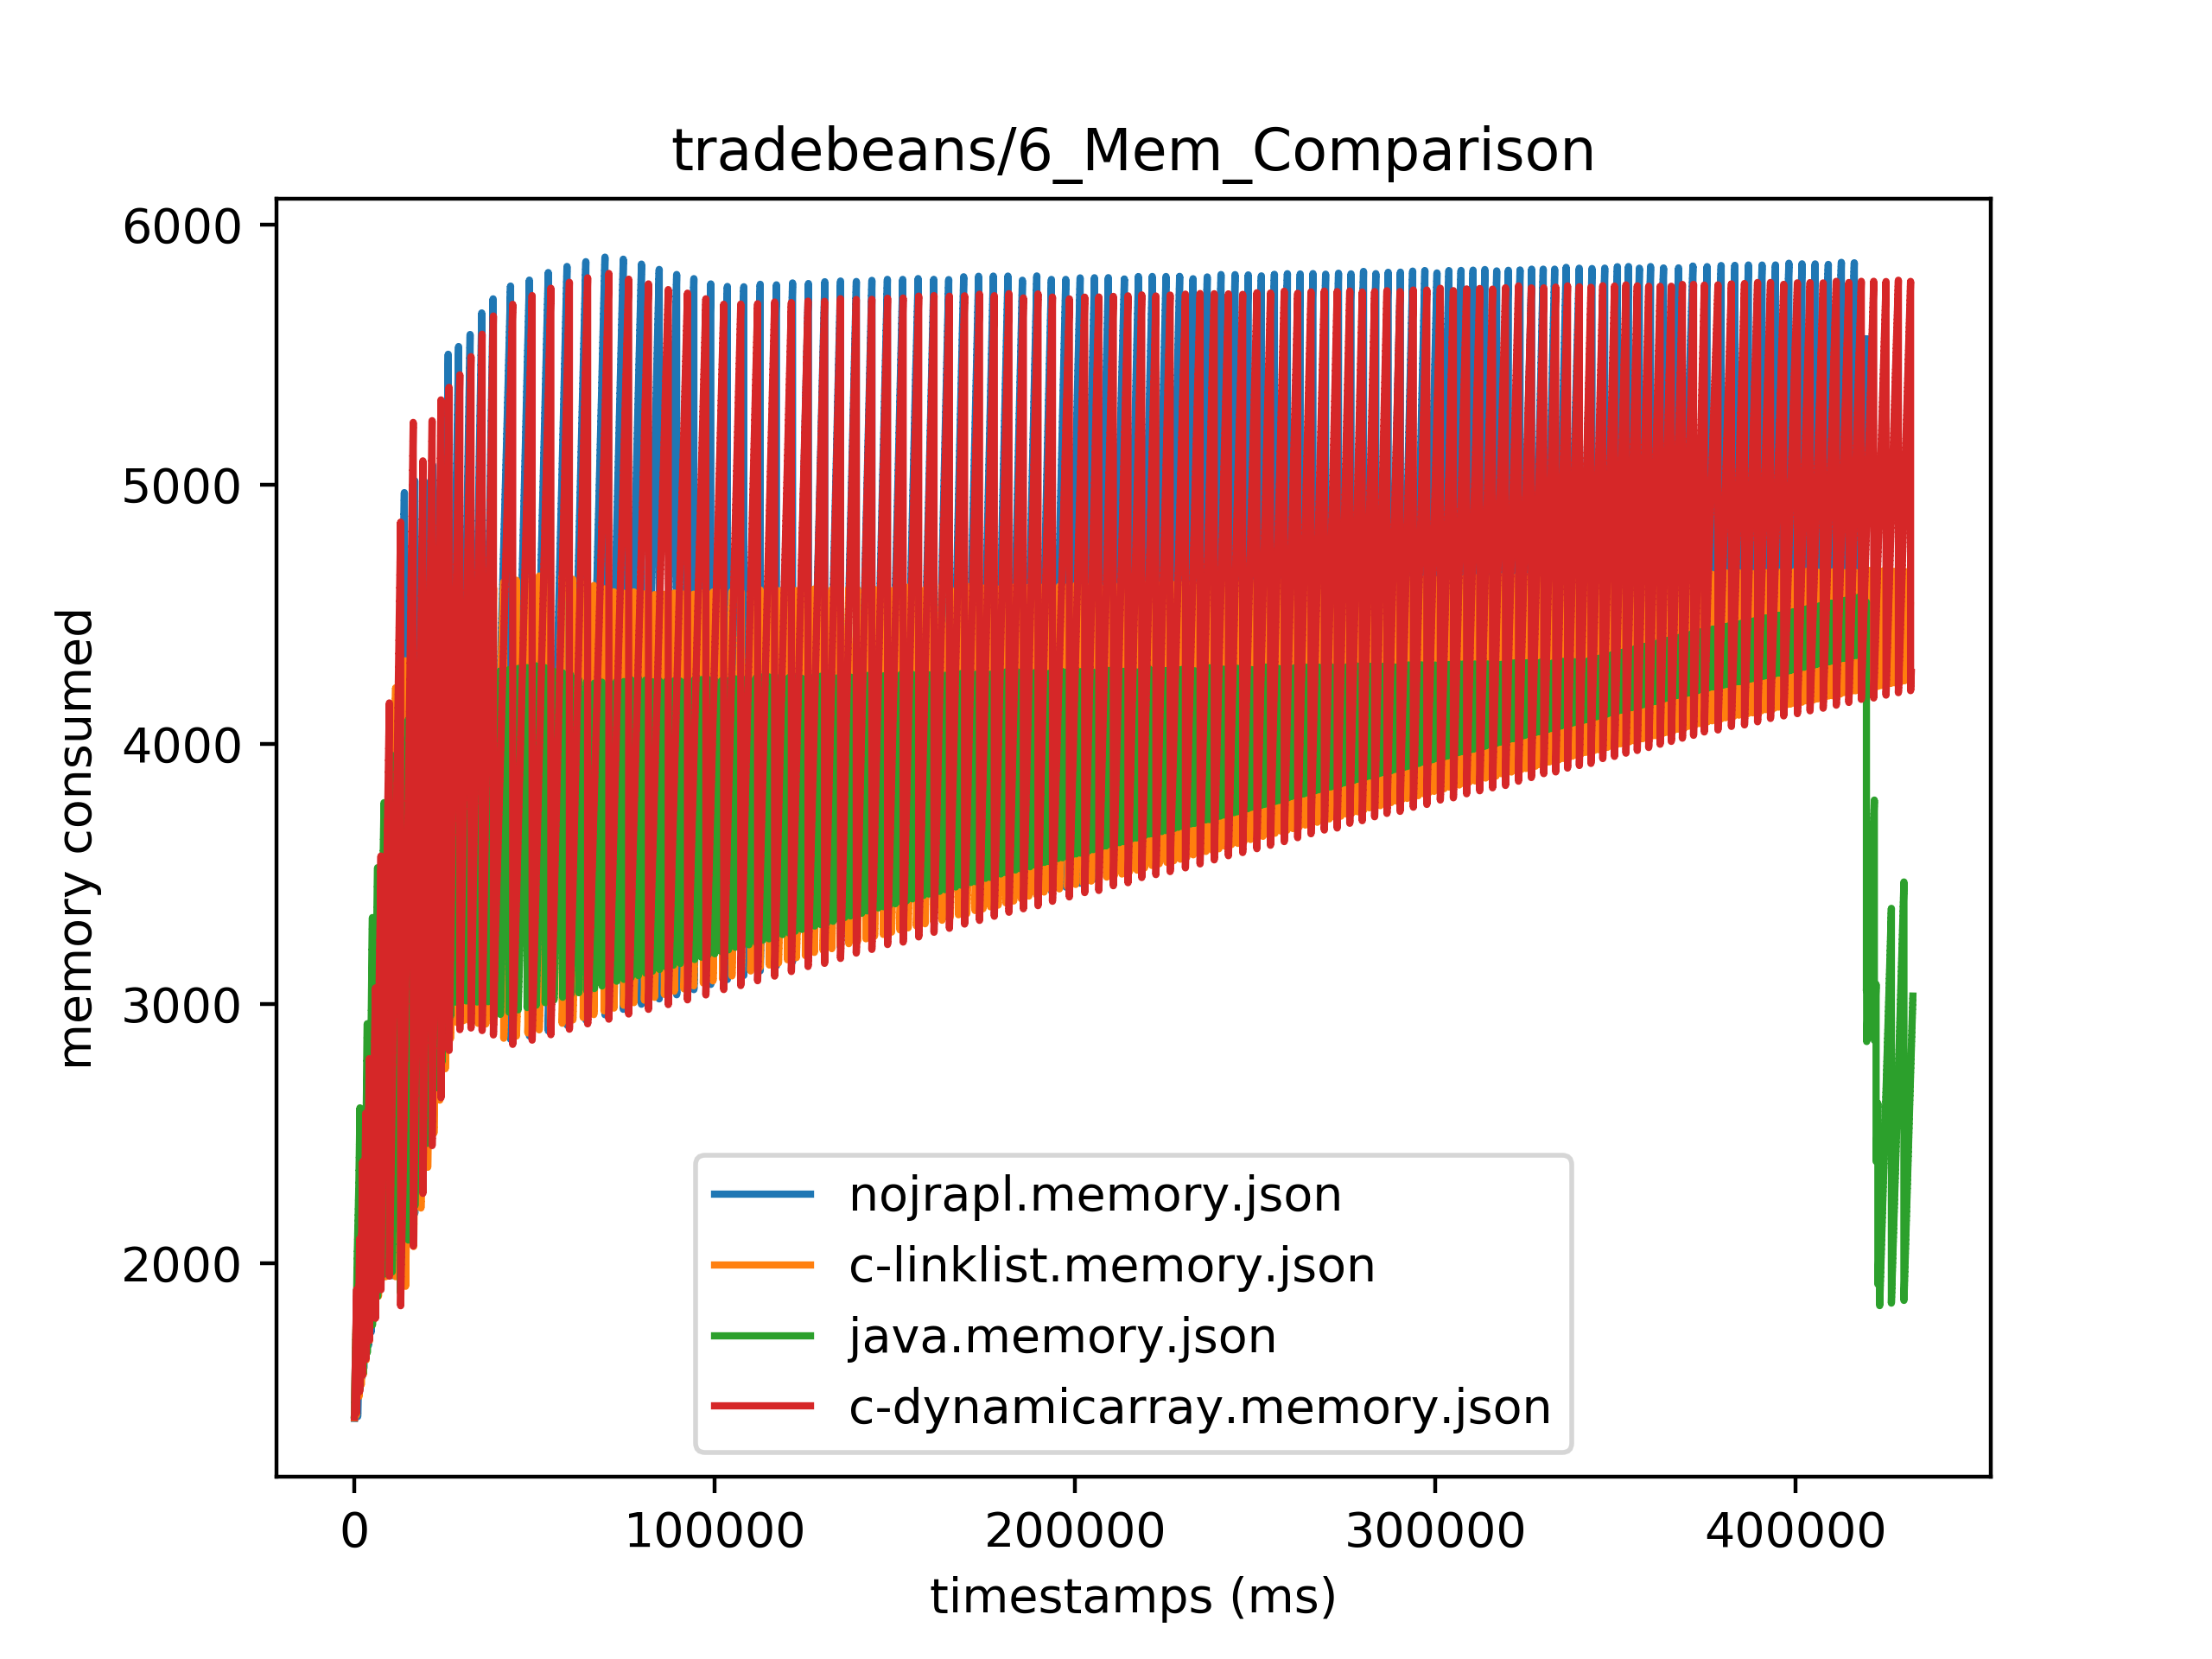 tradebeans/6_Mem_Comparison
6000
5000
4000
3000
2000
memory consumed
nojrapl.memory.json
c-linklist.memory.json
java.memory.json
c-dynamicarray.memory.json
0 100000 200000 300000 400000
timestamps (ms)